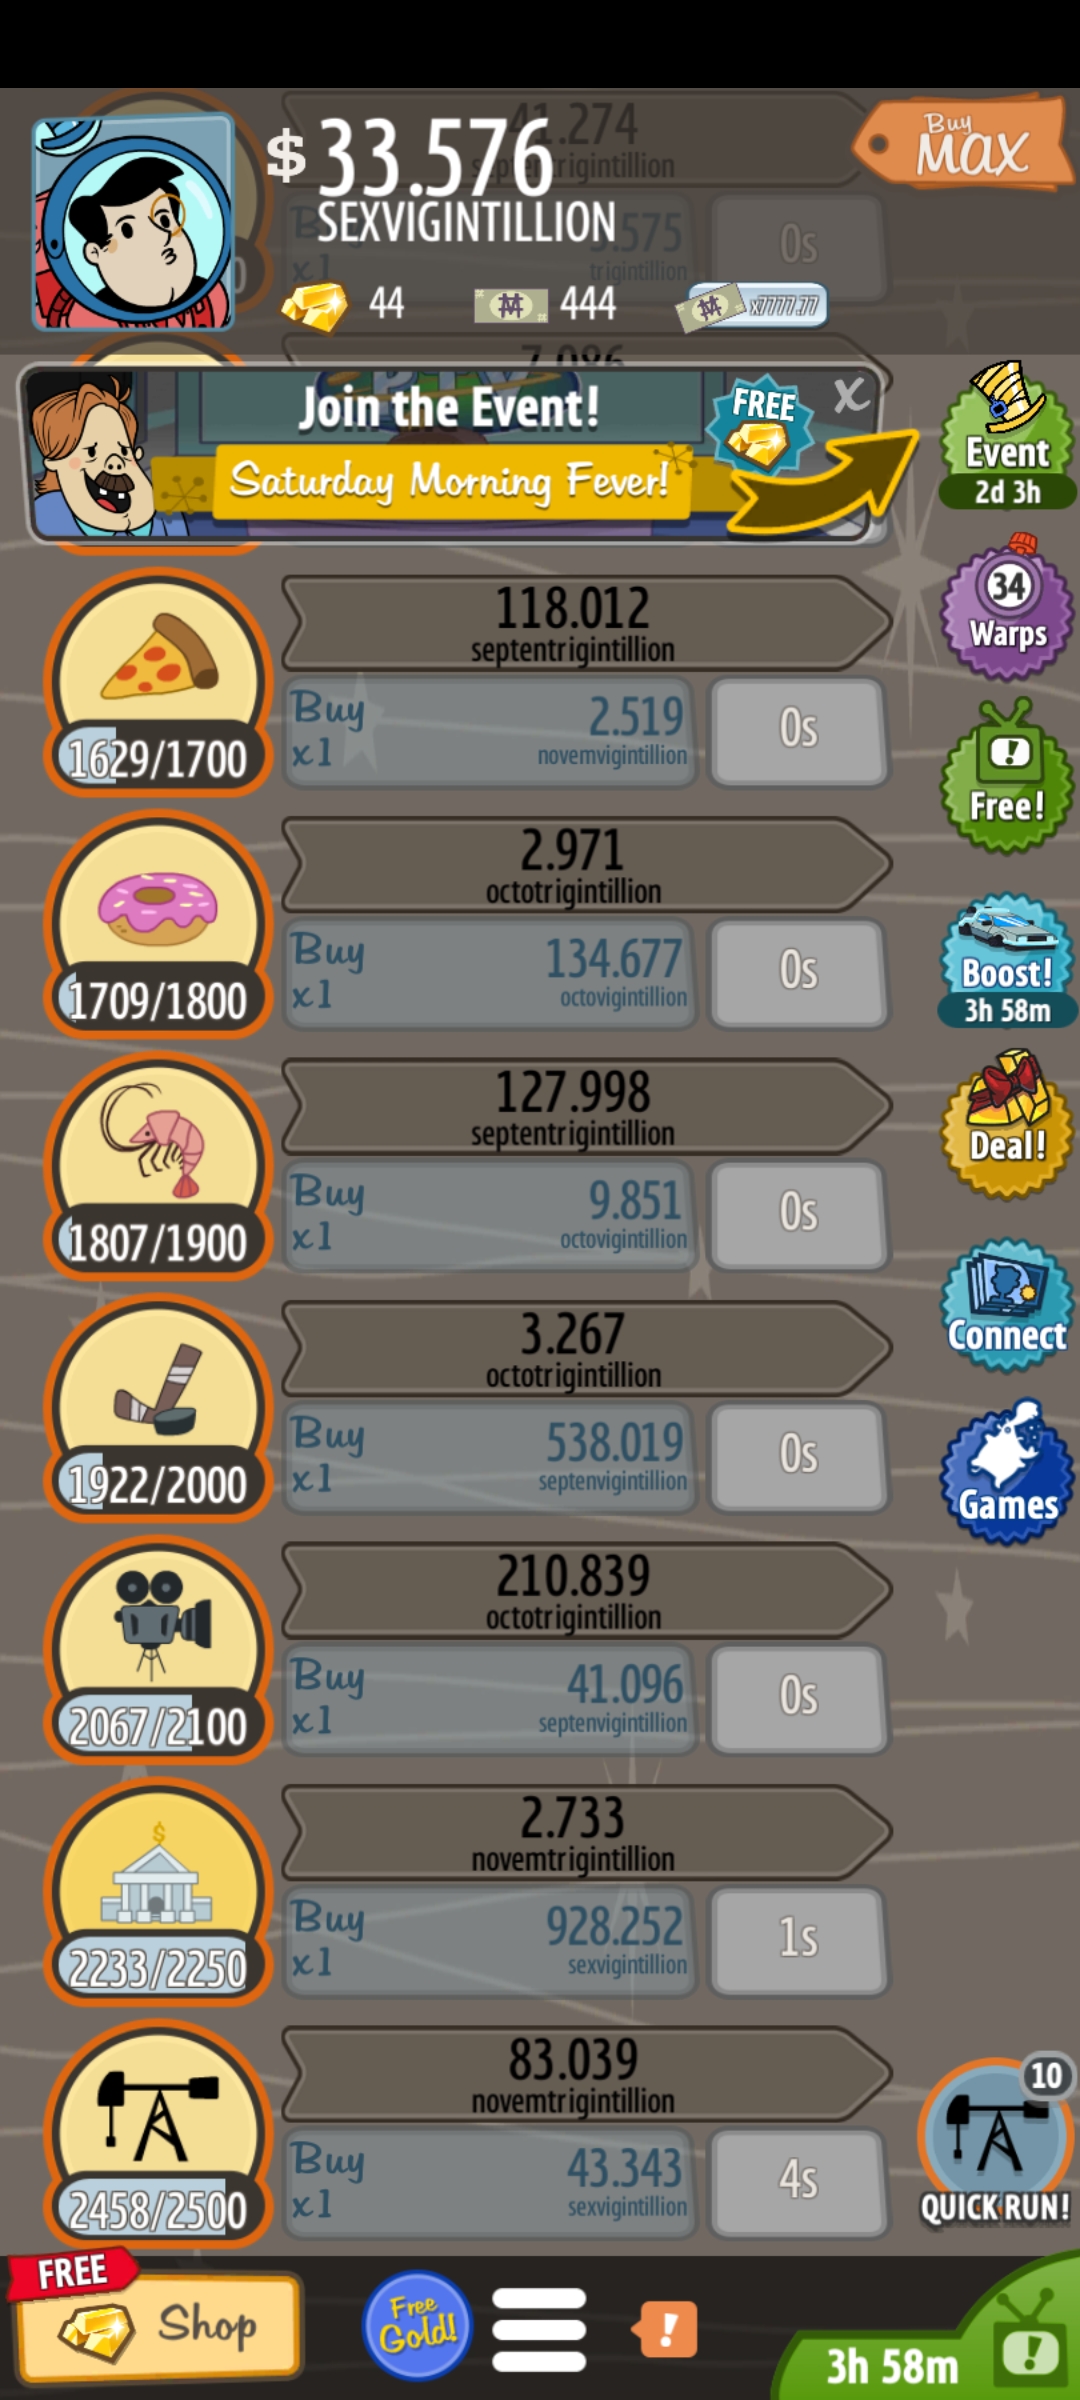 41.274
septentrigintillion
Buy
MAX
$ 33.576
SEXVIGINTILLION
x1
trigintillion
0s
44
444
x7777.77
7.086
Join the Event!
FREE
X
Saturday Morning Fever!
Event
2d 3h
118.012
septentrigintillion
34
Warps
1629/1700
Buy
x1
2.519
novemvigintillion
0s
Free!
2.971
octotrigintillion
1709/1800
Buy
x1
134.677
octovigintillion
0s
Boost!
3h 58m
127.998
septentrigintillion
Deal!
1807/1900
Buy
x1
9.851
octovigintillion
0s
3.267
octotrigintillion
Connect
1922/2000
Buy
x1
538.019
septenvigintillion
0s
Games
210.839
octotrigintillion
2067/2100
Buy
x1
41.096
septenvigintillion
0s
$
2.733
novemtrigintillion
2233/2250
Buy
x1
928.252
sexvigintillion
1s
83.039
novemtrigintillion
10
2458/2500
Buy
x1
43.343
sexvigintillion
4s
QUICK RUN!
FREE
Shop
Free
Gold!
!
3h 58m
!